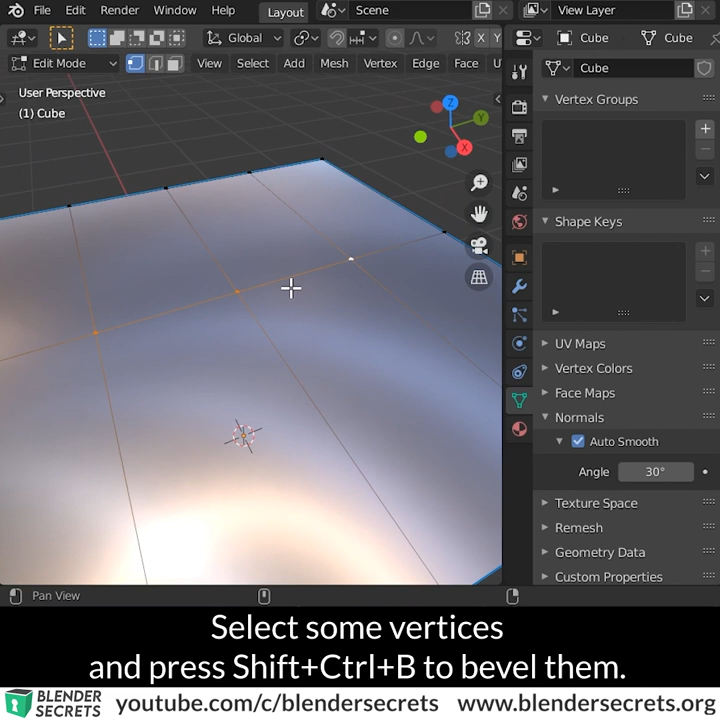 File Edit Render Window Help Layout Scene View Layer
Global X Y Cube Cube
Edit Mode View Select Add Mesh Vertex Edge Face U Cube
User Perspective
(1) Cube
Z Y X
Vertex Groups
Shape Keys
UV Maps
Vertex Colors
Face Maps
Normals
Auto Smooth
Angle 30°
Texture Space
Remesh
Geometry Data
Custom Properties
Pan View
Select some vertices
and press Shift+Ctrl+B to bevel them.
BLENDER
SECRETS
youtube.com/c/blendersecrets www.blendersecrets.org